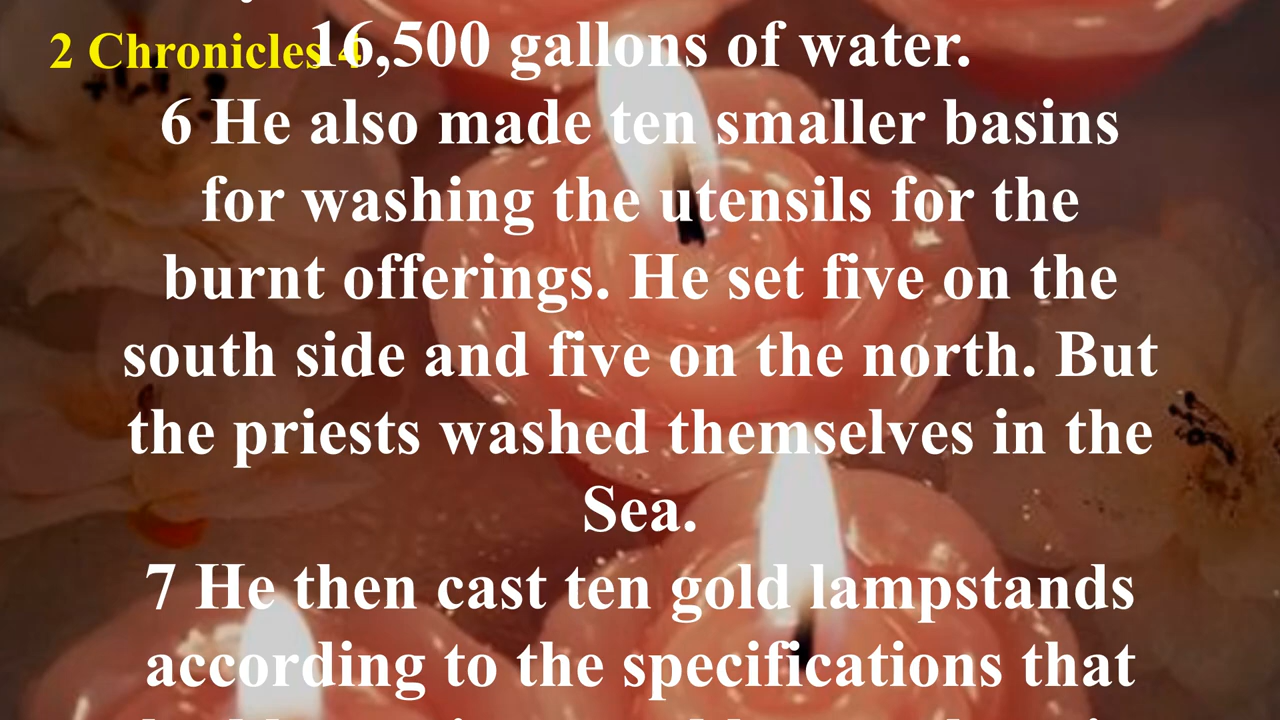 2 Chronicles 4
16,500 gallons of water.
6 He also made ten smaller basins
for washing the utensils for the
burnt offerings. He set five on the
south side and five on the north. But
the priests washed themselves in the
Sea.
7 He then cast ten gold lampstands
according to the specifications that